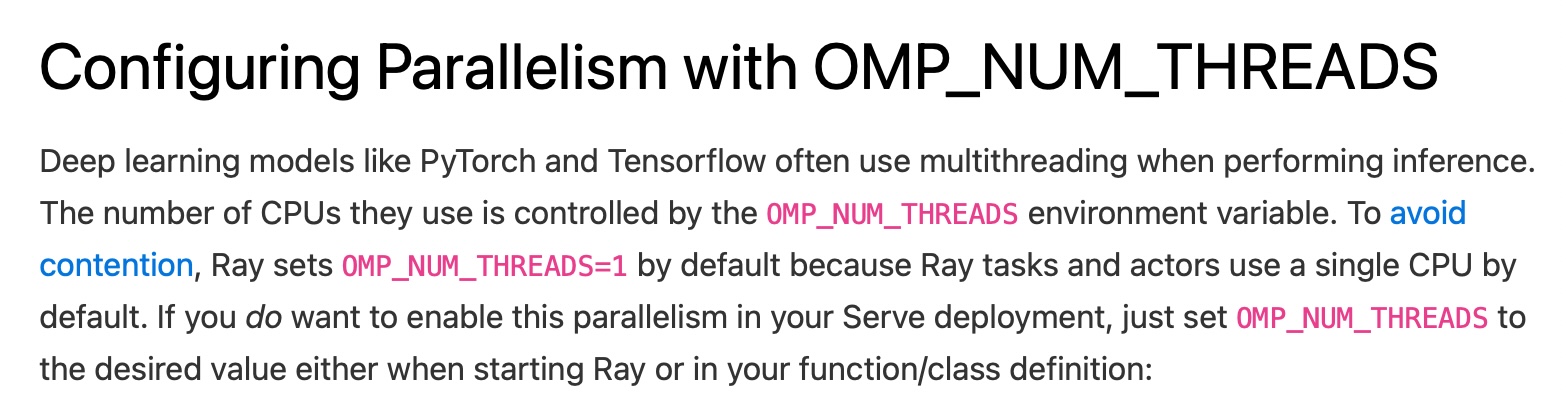 Configuring Parallelism with OMP_NUM_THREADS
Deep learning models like PyTorch and Tensorflow often use multithreading when performing inference.
The number of CPUs they use is controlled by the OMP_NUM_THREADS environment variable. To avoid
contention, Ray sets OMP_NUM_THREADS=1 by default because Ray tasks and actors use a single CPU by
default. If you do want to enable this parallelism in your Serve deployment, just set OMP_NUM_THREADS to
the desired value either when starting Ray or in your function/class definition: